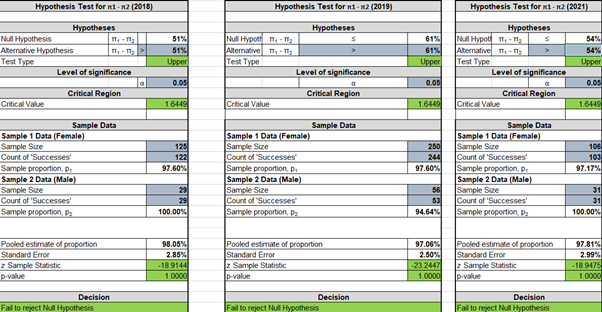 Hypothesis Test for π1 - π2 (2018)
Hypotheses
Null Hypothesis π₁ - π₂ 51%
Alternative Hypothesis π₁ - π₂ > 51%
Test Type Upper
Level of significance
α 0.05
Critical Region
Critical Value 1.6449
Sample Data
Sample 1 Data (Female)
Sample Size 125
Count of 'Successes' 122
Sample proportion, p₁ 97.60%
Sample 2 Data (Male)
Sample Size 29
Count of 'Successes' 29
Sample proportion, p₂ 100.00%
Pooled estimate of proportion 98.05%
Standard Error 2.85%
z Sample Statistic -18.9144
p-value 1.0000
Decision
Fail to reject Null Hypothesis
Hypothesis Test for π1 - π2 (2019)
Hypotheses
Null Hypot π₁ - π₂ ≤ 61%
Alternative π₁ - π₂ > 61%
Test Type Upper
Level of significance
α 0.05
Critical Region
Critical Value 1.6449
Sample Data
Sample 1 Data (Female)
Sample Size 250
Count of 'Successes' 244
Sample proportion, p₁ 97.60%
Sample 2 Data (Male)
Sample Size 56
Count of 'Successes' 53
Sample proportion, p₂ 94.64%
Pooled estimate of proportion 97.06%
Standard Error 2.50%
z Sample Statistic -23.2447
p-value 1.0000
Decision
Fail to reject Null Hypothesis
Hypothesis Test for π1 - π2 (2021)
Hypotheses
Null Hypoth π₁ - π₂ ≤ 54%
Alternative π₁ - π₂ > 54%
Test Type Upper
Level of significance
α 0.05
Critical Region
Critical Value 1.6449
Sample Data
Sample 1 Data (Female)
Sample Size 106
Count of 'Successes' 103
Sample proportion, p₁ 97.17%
Sample 2 Data (Male)
Sample Size 31
Count of 'Successes' 31
Sample proportion, p₂ 100.00%
Pooled estimate of proportion 97.81%
Standard Error 2.99%
z Sample Statistic -18.9475
p-value 1.0000
Decision
Fail to reject Null Hypothesis